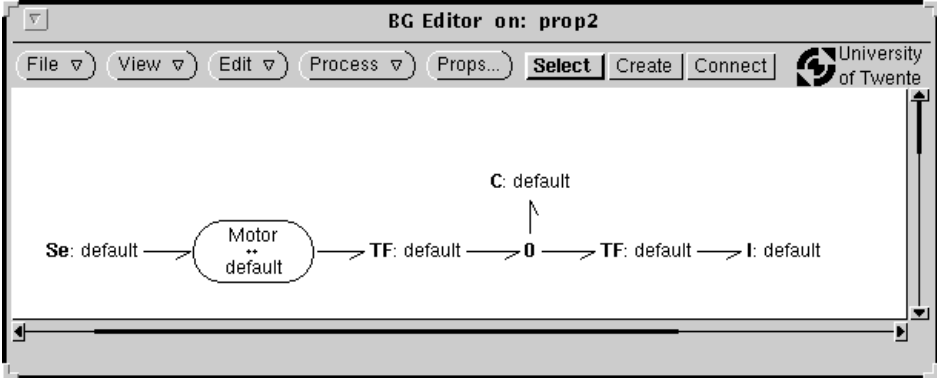 BG Editor on: prop2
File View Edit Process Props... Select Create Connect University
of Twente
C: default
Se: default Motor TF: default 0 TF: default I: default
↔
default